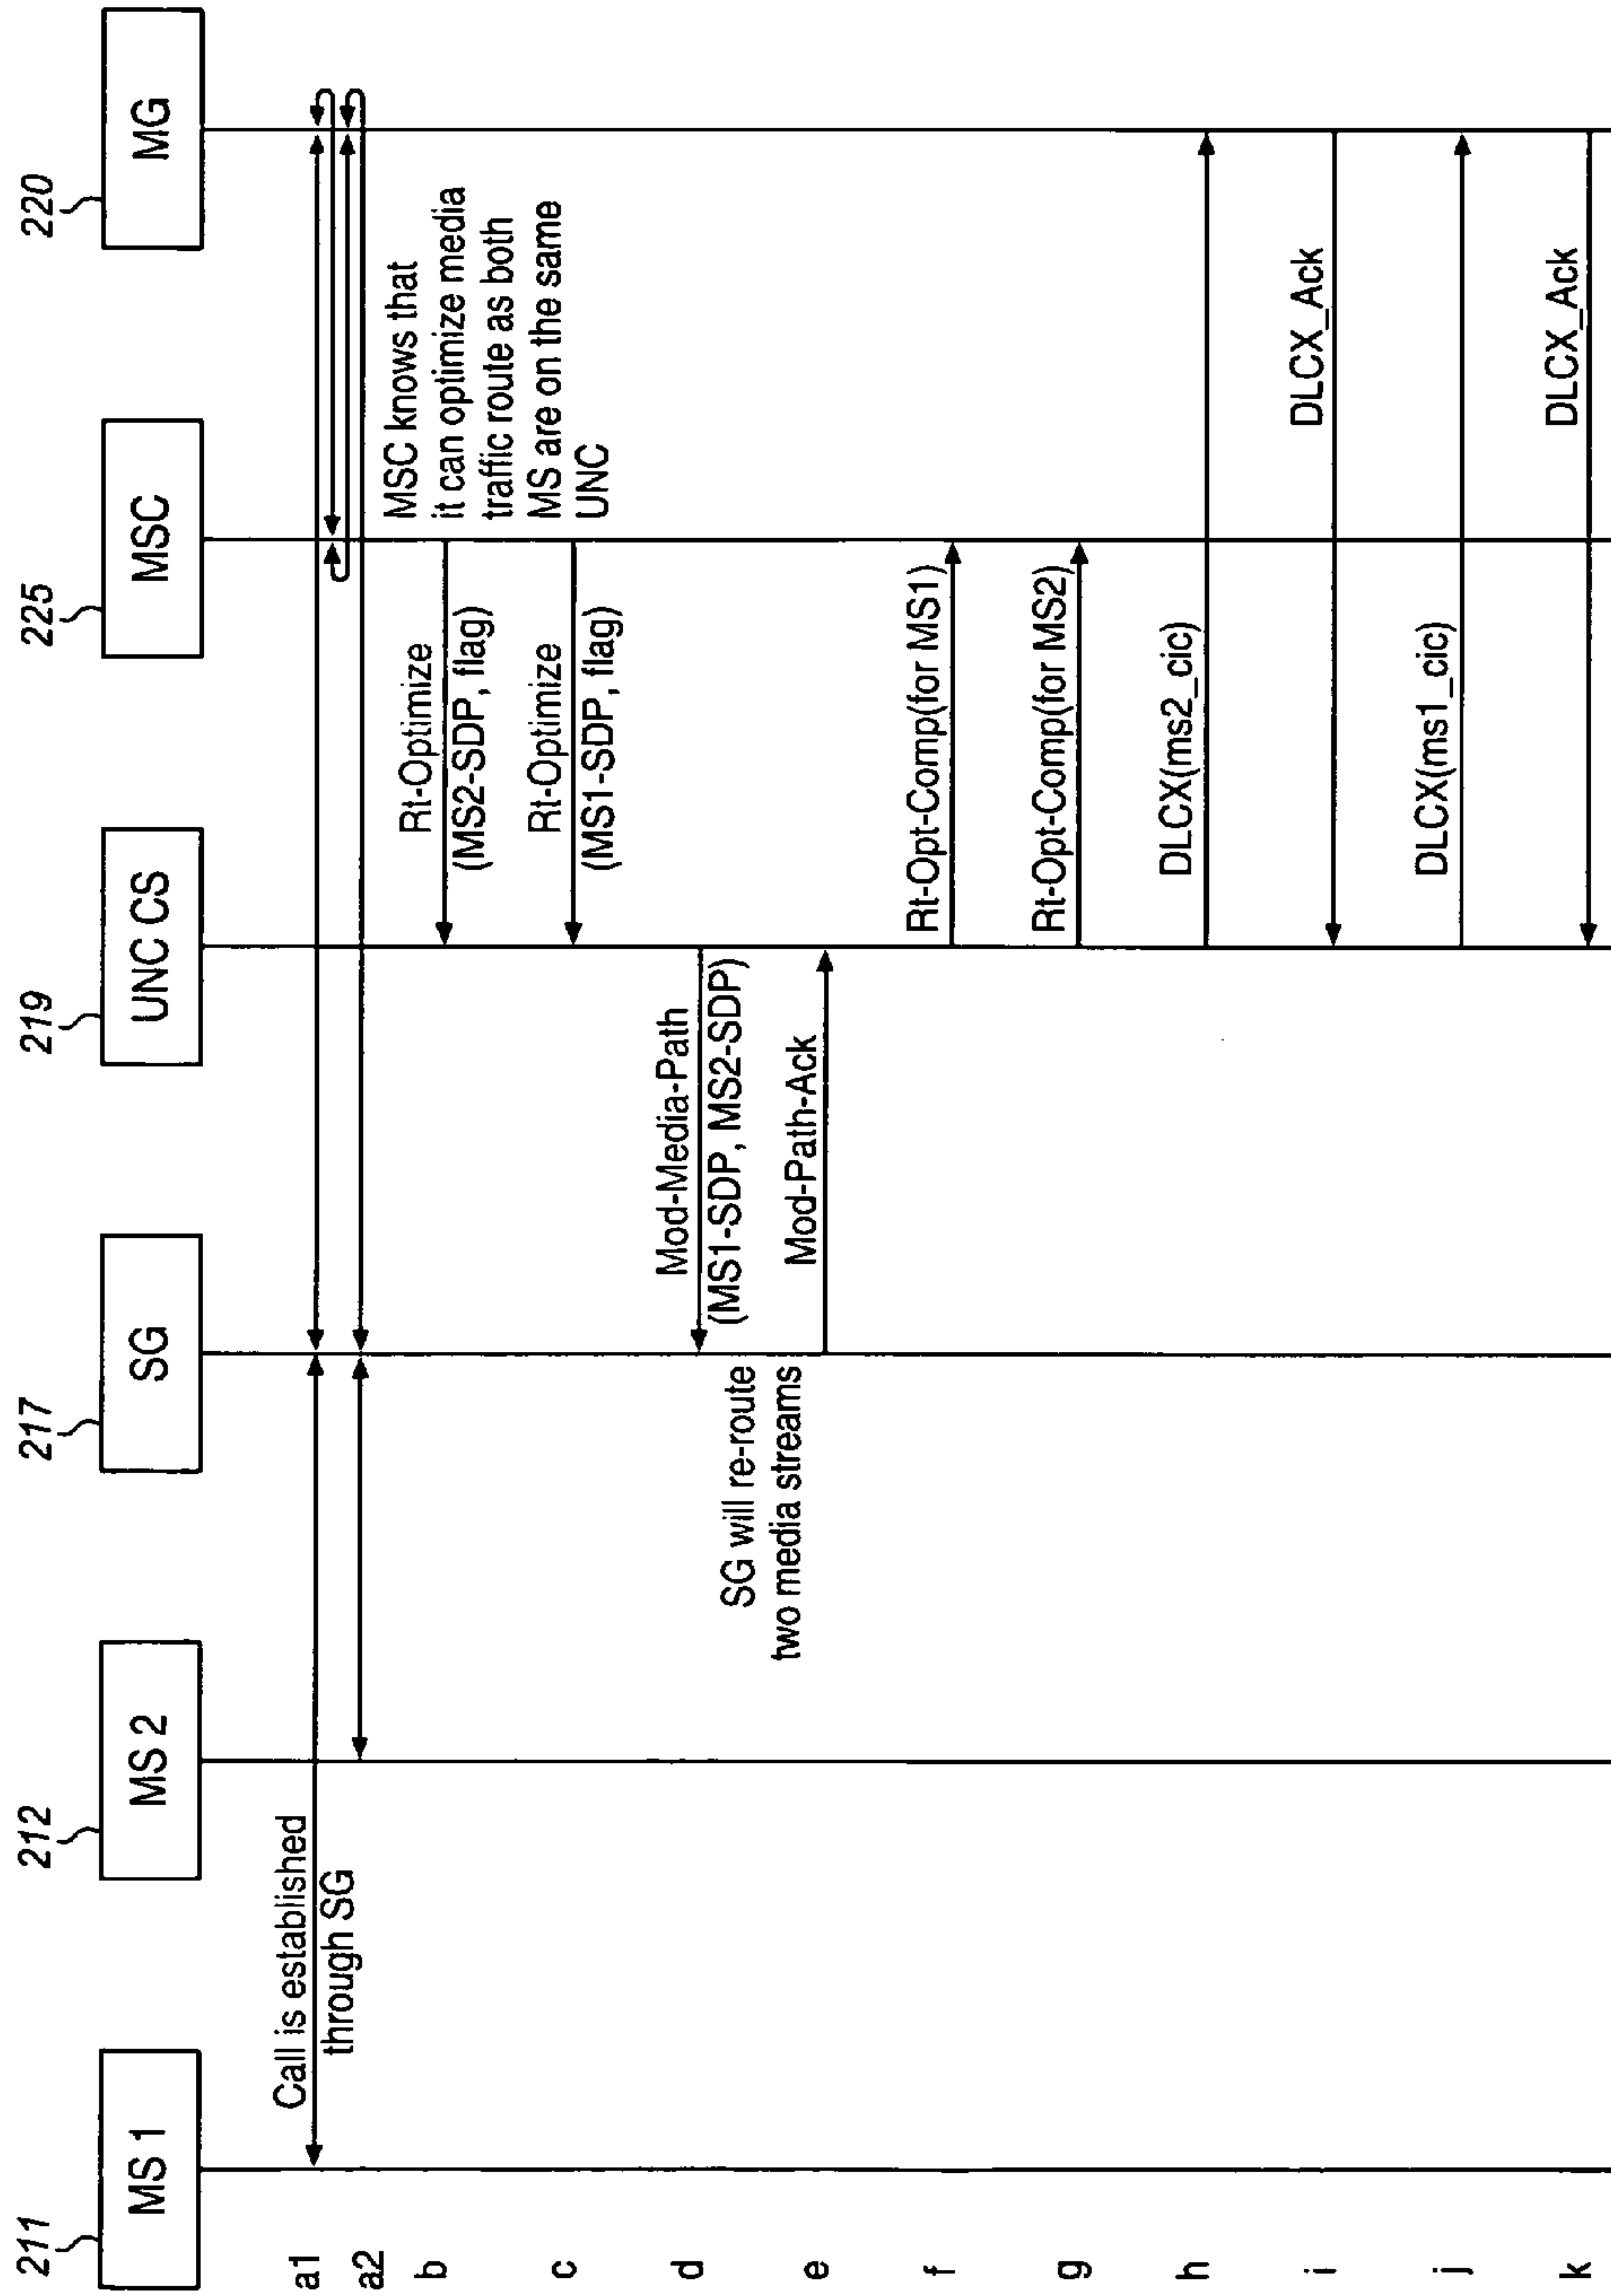 211
212
217
219
225
220
MS 1
MS 2
SG
UNC CS
MSC
MG
a1
Call is established
through SG
a2
b
Rt-Optimize
(MS2-SDP, flag)
MSC knows that
it can optimize media
traffic route as both
MS are on the same
UNC
c
Rt-Optimize
(MS1-SDP, flag)
d
Mod-Media-Path
(MS1-SDP, MS2-SDP)
SG will re-route
two media streams
e
Mod-Path-Ack
f
Rt-Opt-Comp(for MS1)
g
Rt-Opt-Comp(for MS2)
h
DLCX(ms2_cic)
i
DLCX_Ack
j
DLCX(ms1_cic)
k
DLCX_Ack